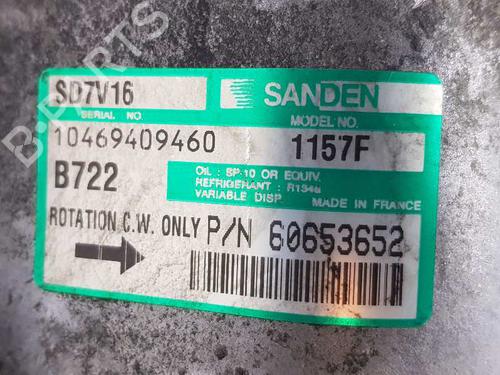 B-PARTS
SD7V16
SANDEN
SERIAL NO.
MODEL NO.
10469409460
1157F
B722
OIL : SP-10 OR EQUIV.
REFRIGERANT : R134a
VARIABLE DISP.
MADE IN FRANCE
ROTATION C.W. ONLY
P/N 60653652